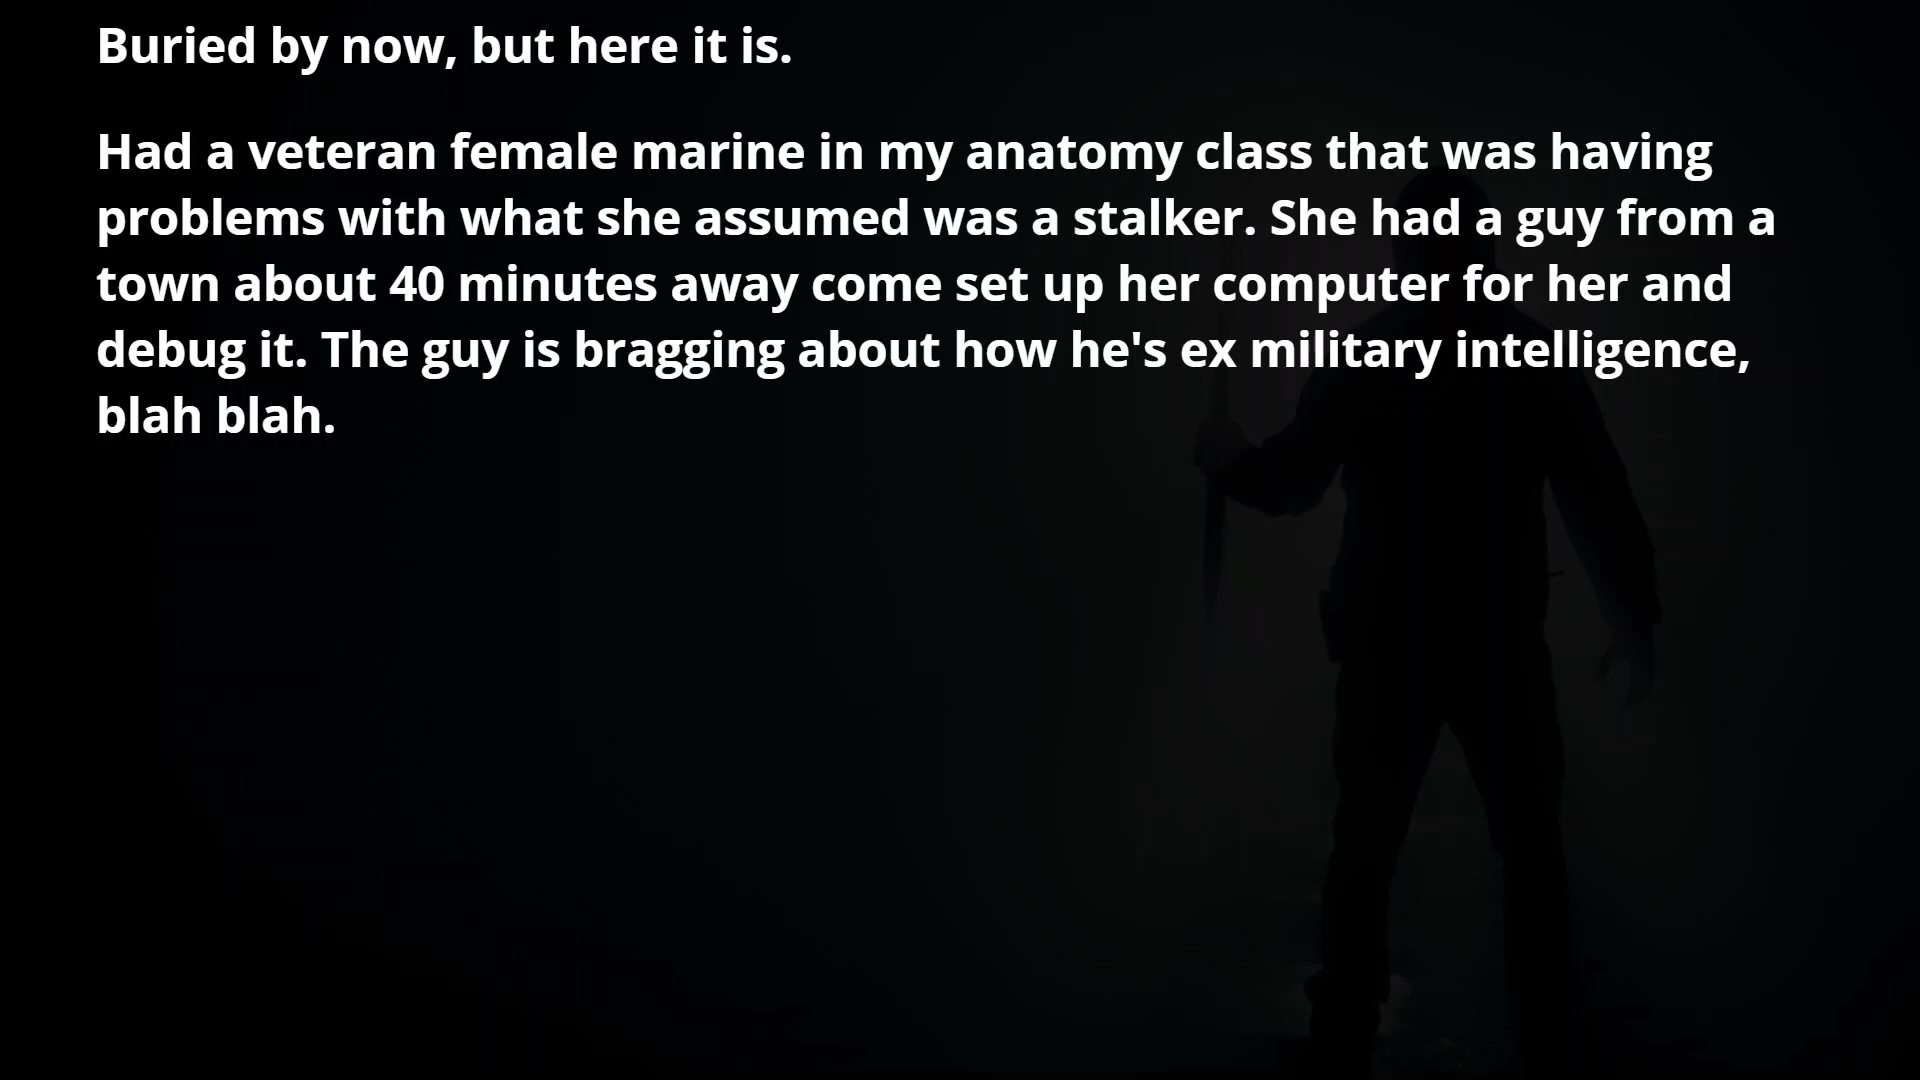 Buried by now, but here it is.
Had a veteran female marine in my anatomy class that was having
problems with what she assumed was a stalker. She had a guy from a
town about 40 minutes away come set up her computer for her and
debug it. The guy is bragging about how he's ex military intelligence,
blah blah.